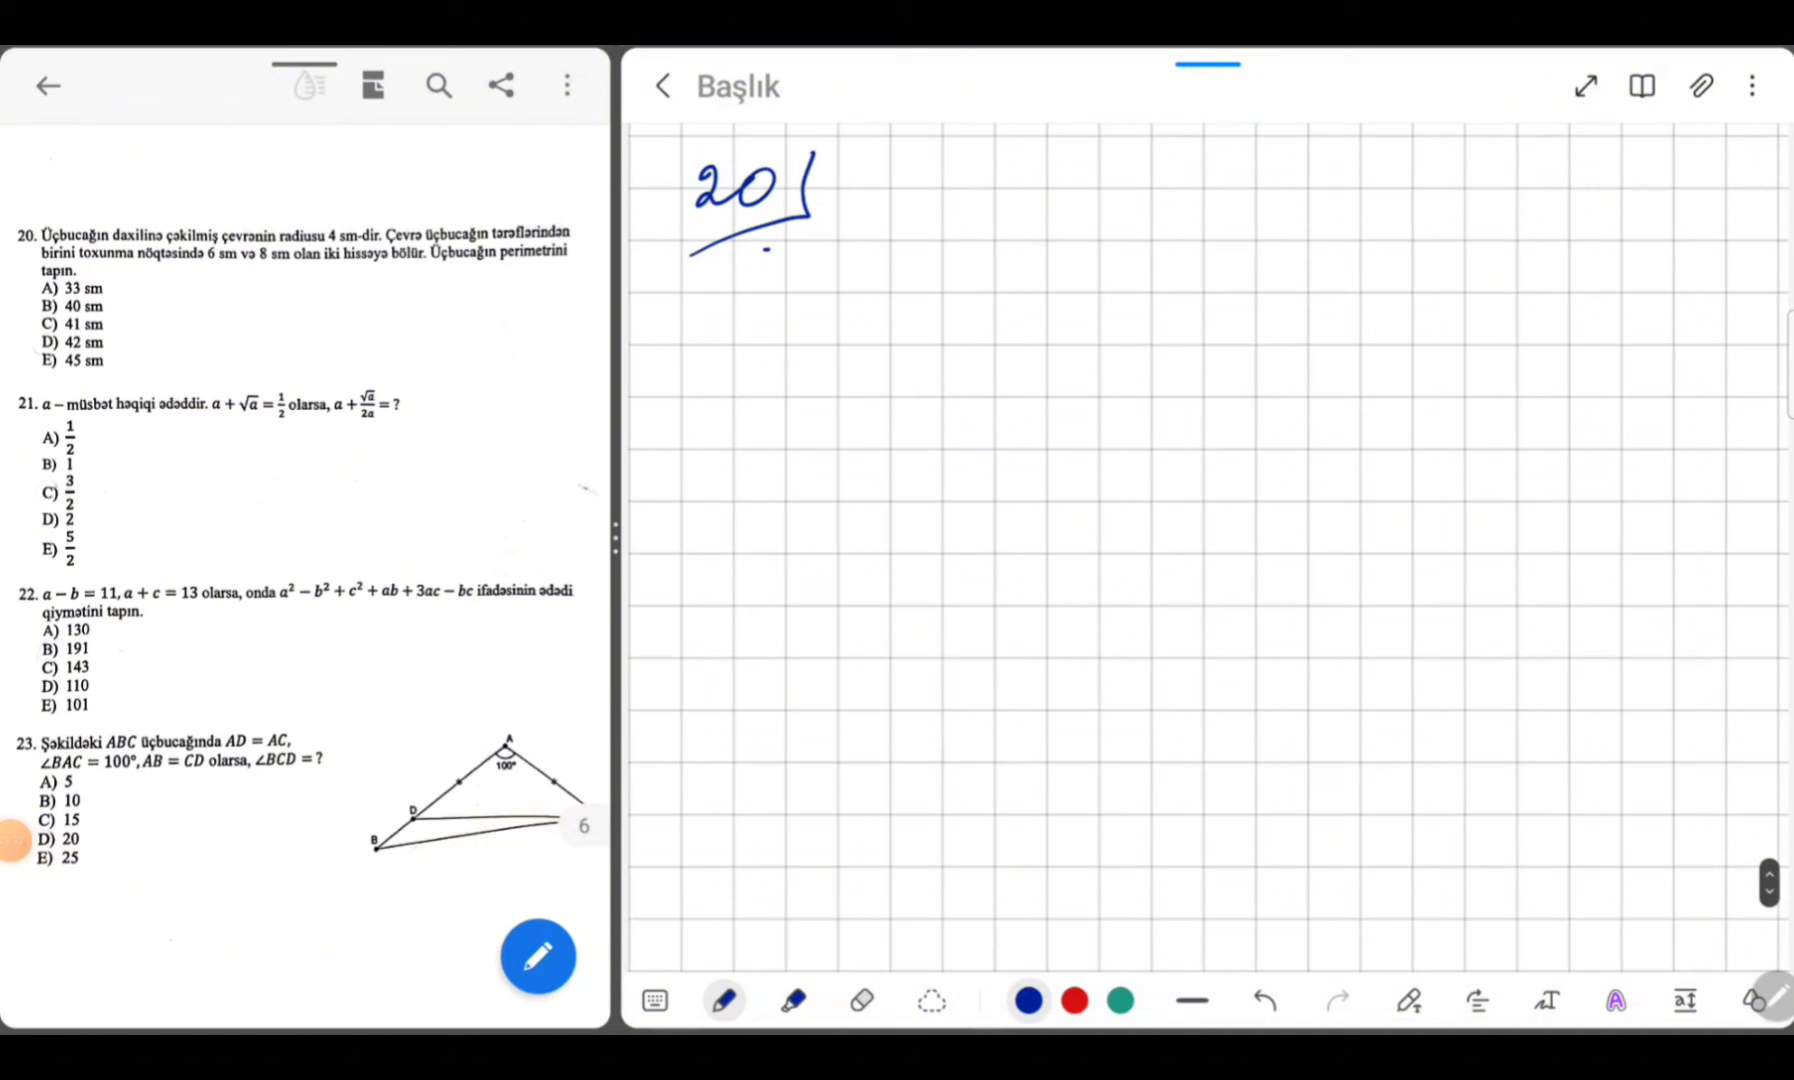 Başlık
20. Üçbucağın daxilinə çəkilmiş çevrənin radiusu 4 sm-dir. Çevrə üçbucağın tərəflərindən
birini toxunma nöqtəsində 6 sm və 8 sm olan iki hissəyə bölür. Üçbucağın perimetrini
tapın.
A) 33 sm
B) 40 sm
C) 41 sm
D) 42 sm
E) 45 sm
21. a – müsbət həqiqi ədəddir. a + √a = 1/2 olarsa, a + √a/2a = ?
A) 1/2
B) 1
C) 3/2
D) 2
E) 5/2
22. a − b = 11, a + c = 13 olarsa, onda a² − b² + c² + ab + 3ac − bc ifadəsinin ədədi
qiymətini tapın.
A) 130
B) 191
C) 143
D) 110
E) 101
23. Şəkildəki ABC üçbucağında AD = AC,
∠BAC = 100°, AB = CD olarsa, ∠BCD = ?
A) 5
B) 10
C) 15
D) 20
E) 25
A
100°
D
B
6
20